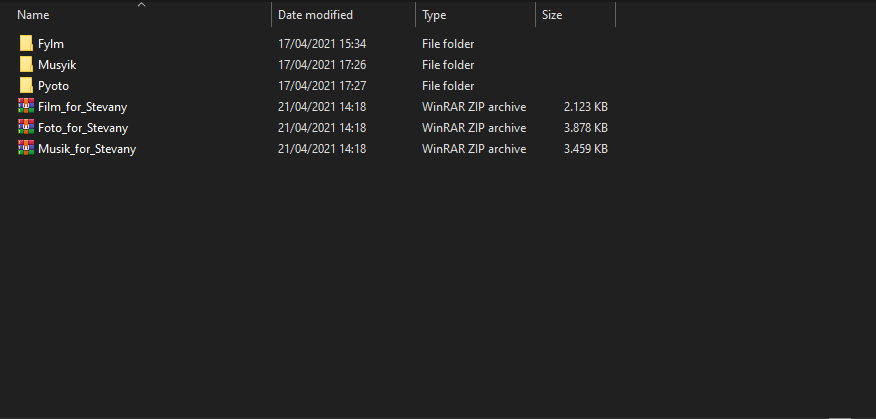 Name Date modified Type Size
Fylm 17/04/2021 15:34 File folder
Musyik 17/04/2021 17:26 File folder
Pyoto 17/04/2021 17:27 File folder
Film_for_Stevany 21/04/2021 14:18 WinRAR ZIP archive 2.123 KB
Foto_for_Stevany 21/04/2021 14:18 WinRAR ZIP archive 3.878 KB
Musik_for_Stevany 21/04/2021 14:18 WinRAR ZIP archive 3.459 KB